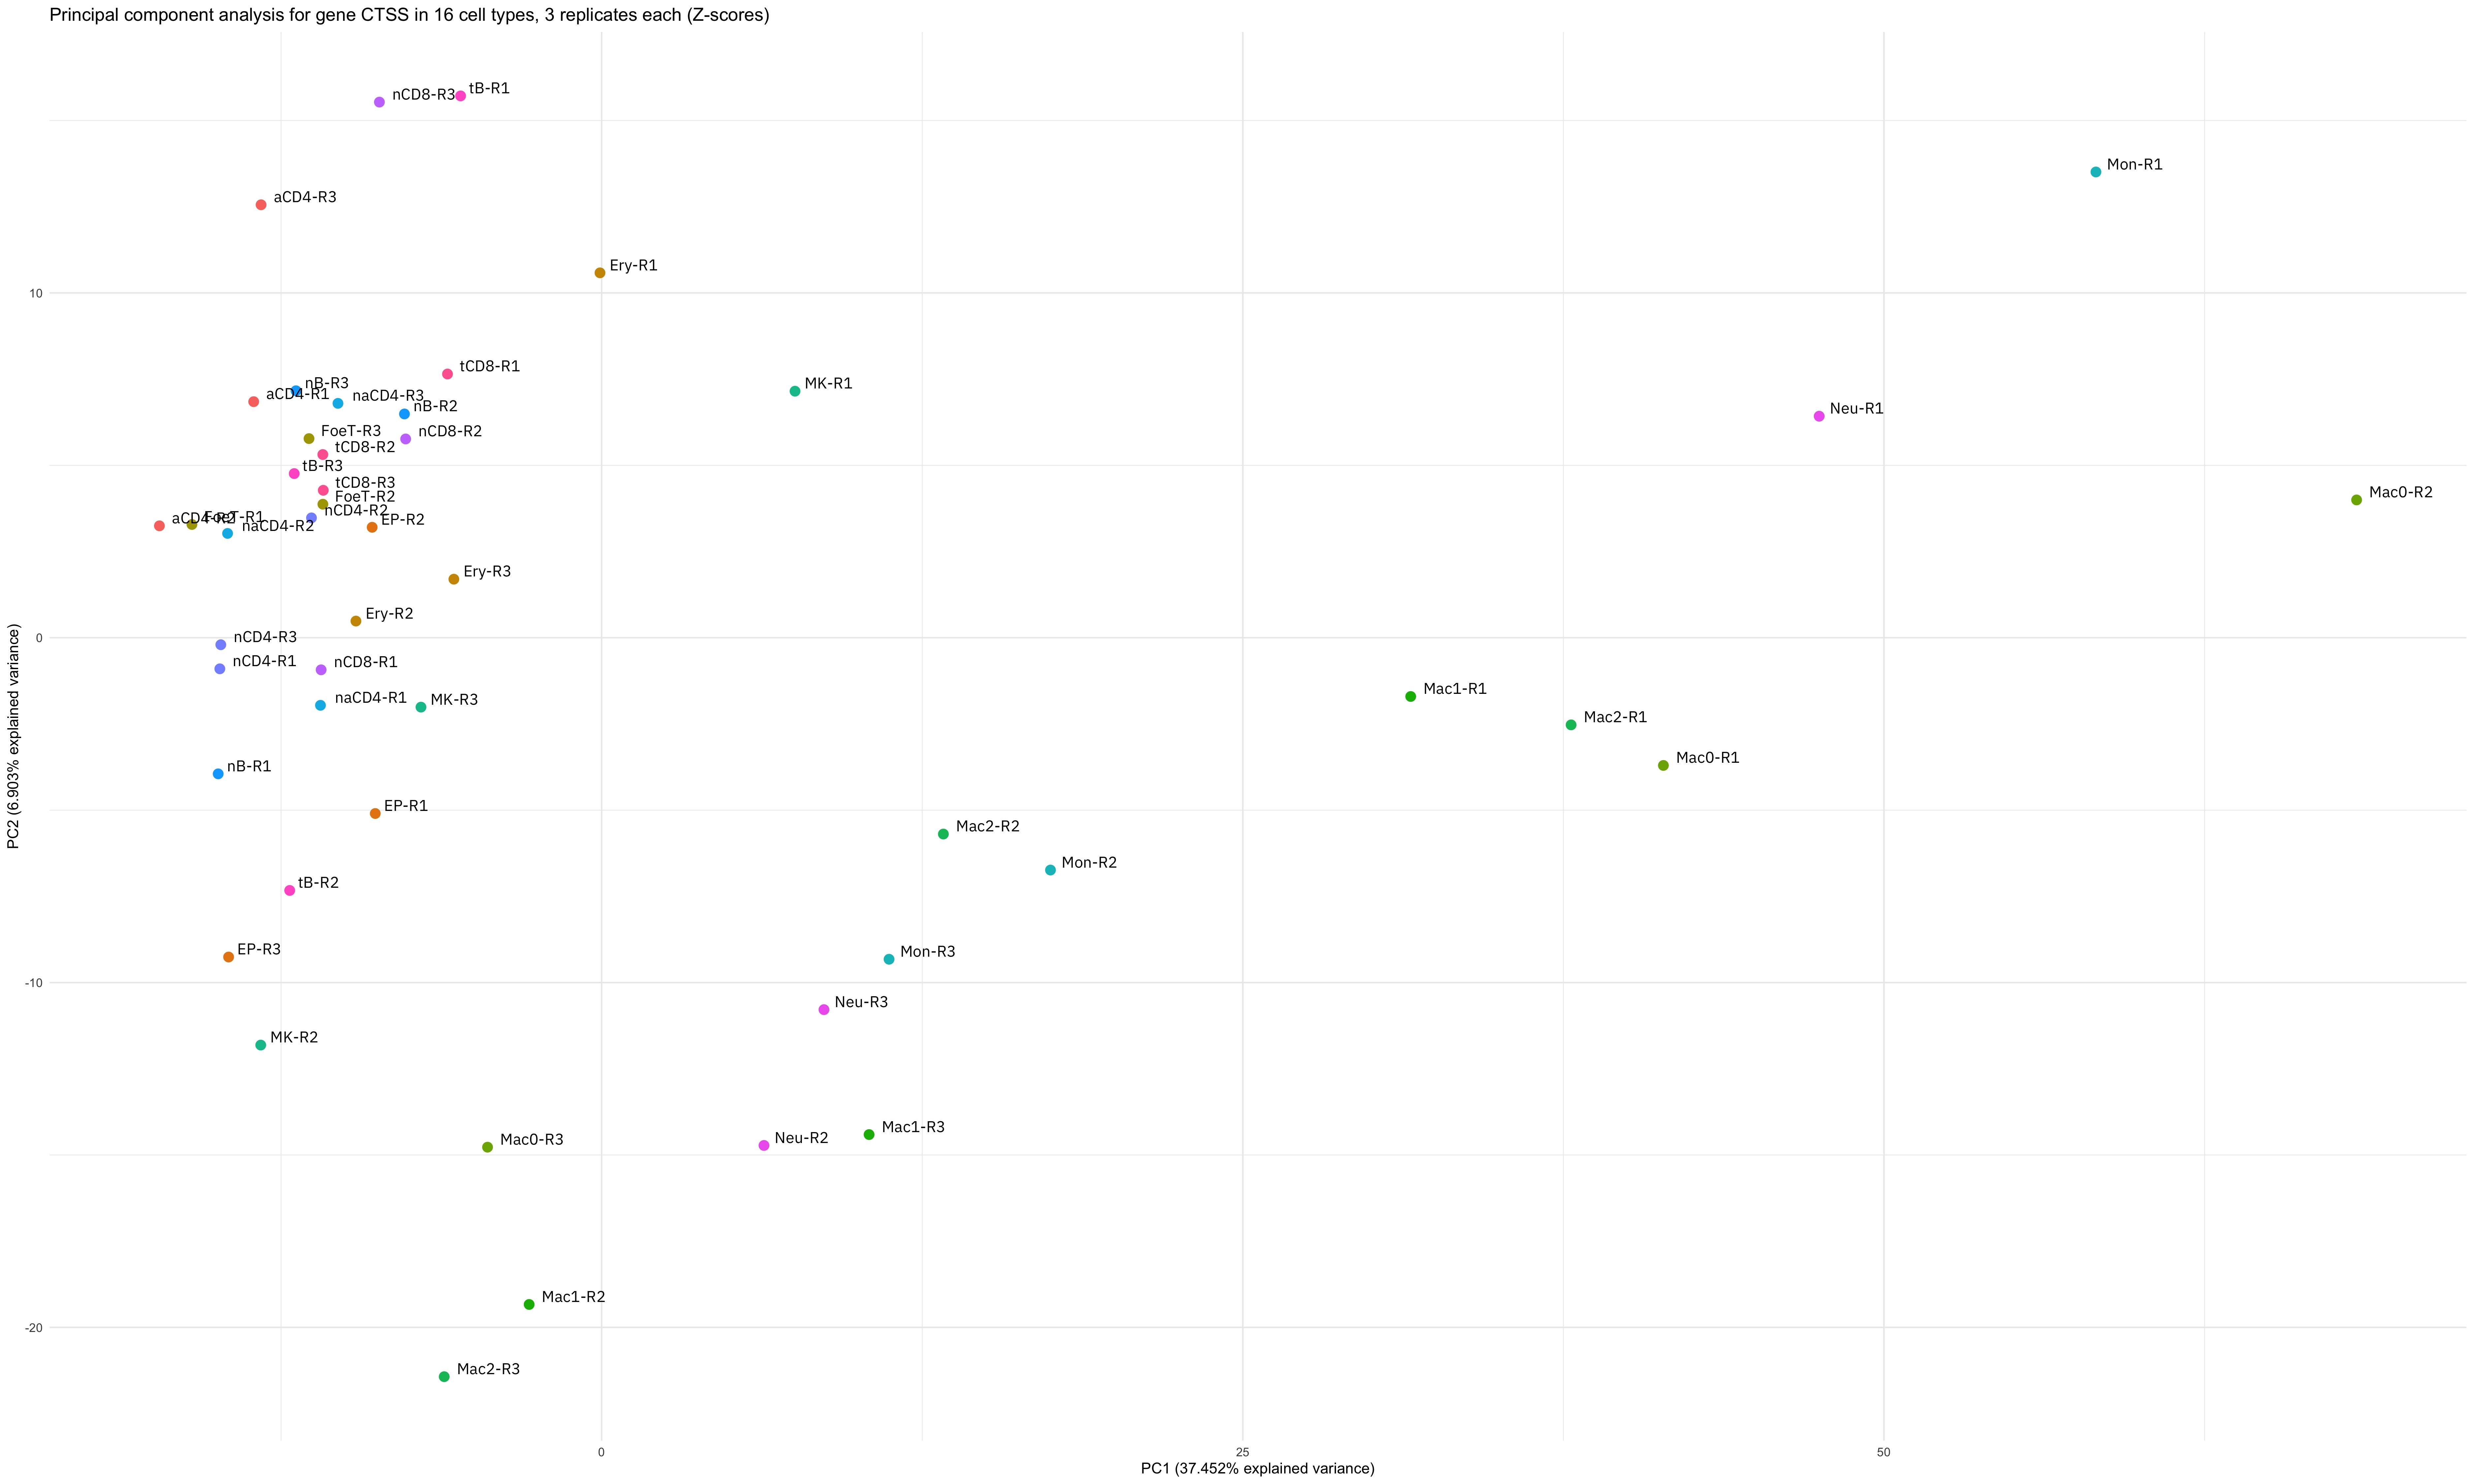 Principal component analysis for gene CTSS in 16 cell types, 3 replicates each (Z-scores)
nCD8-R3
tB-R1
Mon-R1
aCD4-R3
Ery-R1
10
tCD8-R1
nB-R3
MK-R1
aCD4-R1
naCD4-R3
nB-R2
Neu-R1
FoeT-R3
nCD8-R2
tCD8-R2
tB-R3
tCD8-R3
Mac0-R2
FoeT-R2
nCD4-R2
aCD4-R2
FoeT-R1
EP-R2
naCD4-R2
Ery-R3
Ery-R2
0
nCD4-R3
nCD4-R1
nCD8-R1
naCD4-R1
MK-R3
Mac1-R1
Mac2-R1
Mac0-R1
nB-R1
EP-R1
Mac2-R2
Mon-R2
tB-R2
EP-R3
Mon-R3
-10
Neu-R3
MK-R2
Mac0-R3
Neu-R2
Mac1-R3
Mac1-R2
-20
Mac2-R3
0
25
50
PC1 (37.452% explained variance)
PC2 (6.903% explained variance)